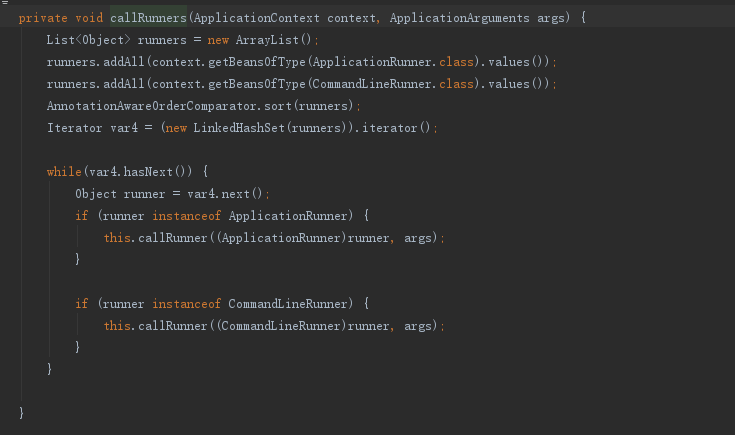 private void callRunners(ApplicationContext context, ApplicationArguments args) {
List<Object> runners = new ArrayList();
runners.addAll(context.getBeansOfType(ApplicationRunner.class).values());
runners.addAll(context.getBeansOfType(CommandLineRunner.class).values());
AnnotationAwareOrderComparator.sort(runners);
Iterator var4 = (new LinkedHashSet(runners)).iterator();
while(var4.hasNext()) {
Object runner = var4.next();
if (runner instanceof ApplicationRunner) {
this.callRunner((ApplicationRunner)runner, args);
}
if (runner instanceof CommandLineRunner) {
this.callRunner((CommandLineRunner)runner, args);
}
}
}